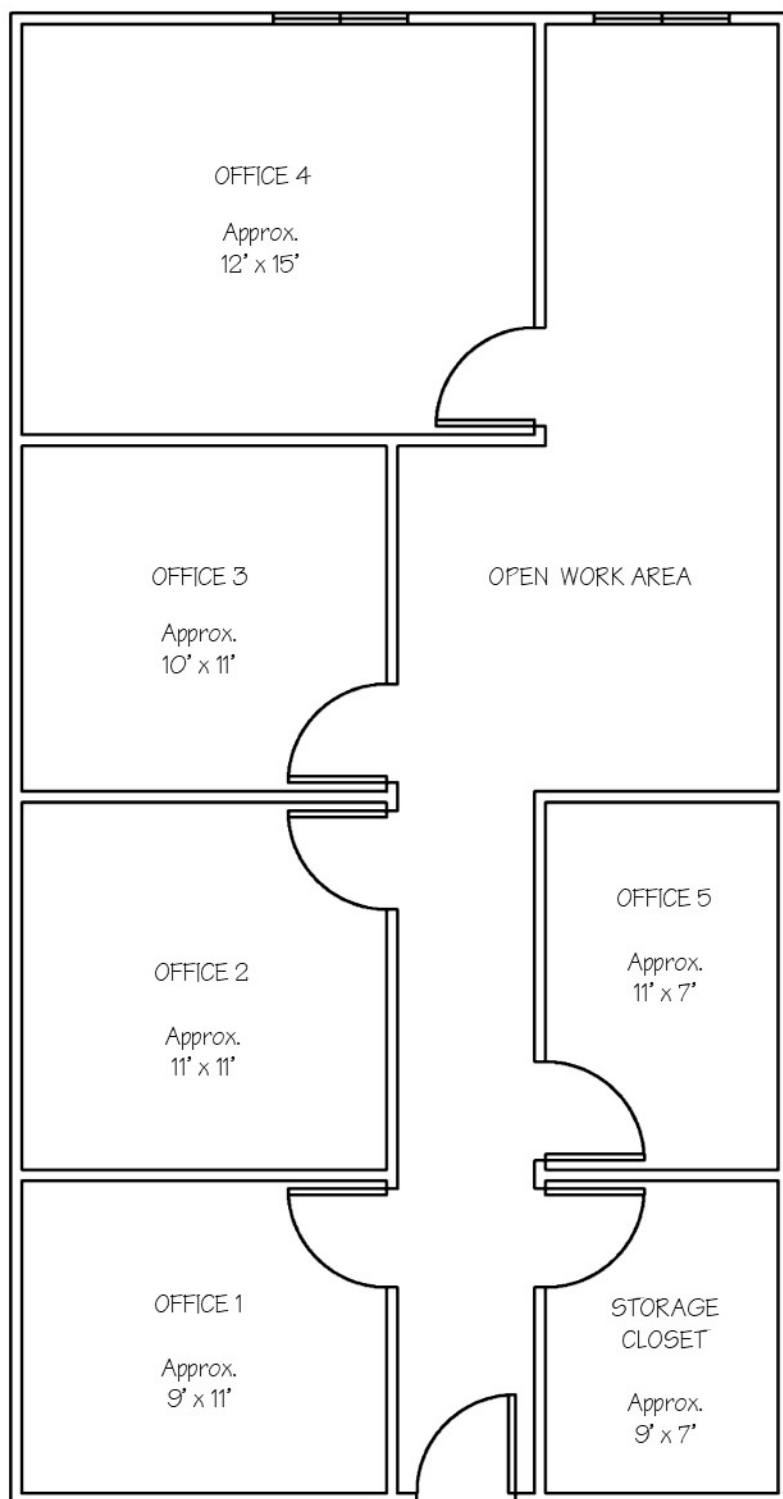 OFFICE 4
Approx.
12' x 15'
OFFICE 3
Approx.
10' x 11'
OPEN WORK AREA
OFFICE 5
Approx.
11' x 7'
OFFICE 2
Approx.
11' x 11'
OFFICE 1
Approx.
9' x 11'
STORAGE
CLOSET
Approx.
9' x 7'